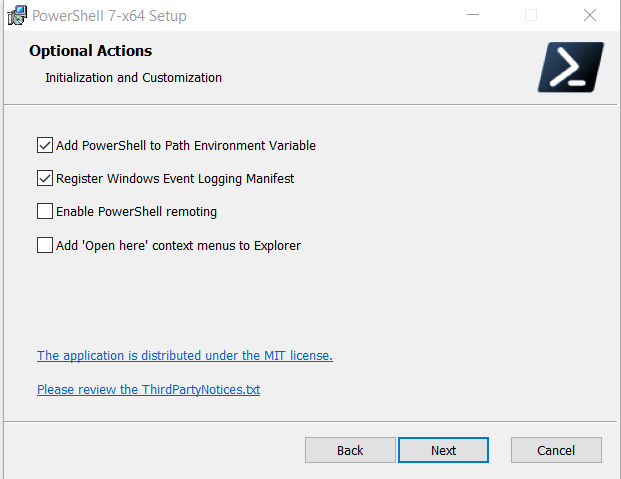 PowerShell 7-x64 Setup
Optional Actions
Initialization and Customization
Add PowerShell to Path Environment Variable
Register Windows Event Logging Manifest
Enable PowerShell remoting
Add 'Open here' context menus to Explorer
The application is distributed under the MIT license.
Please review the ThirdPartyNotices.txt
Back Next Cancel